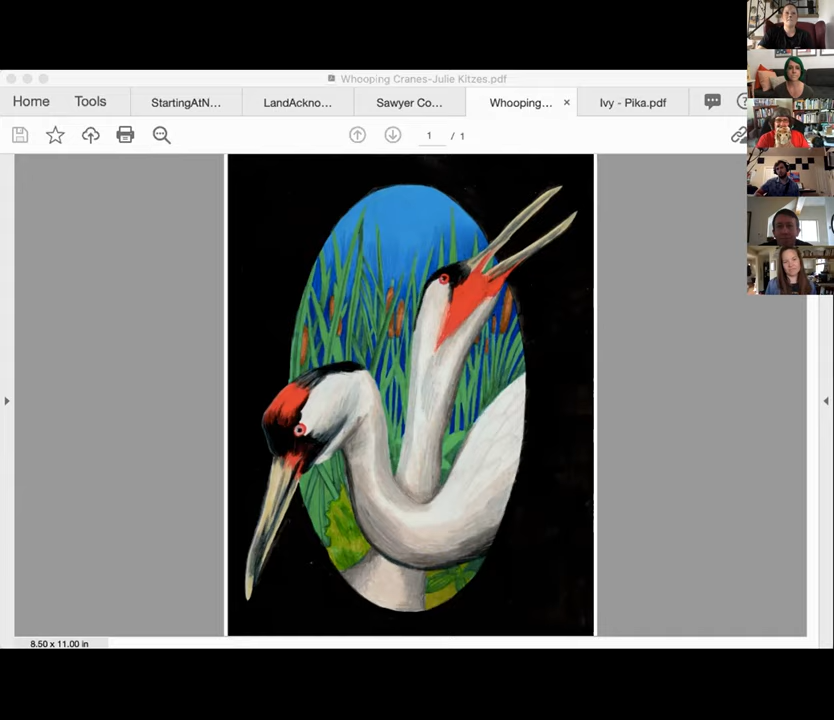 Whooping Cranes-Julie Kitzes.pdf
Home Tools StartingAtN... LandAckno... Sawyer Co... Whooping... × Ivy - Pika.pdf
1 / 1
8.50 x 11.00 in